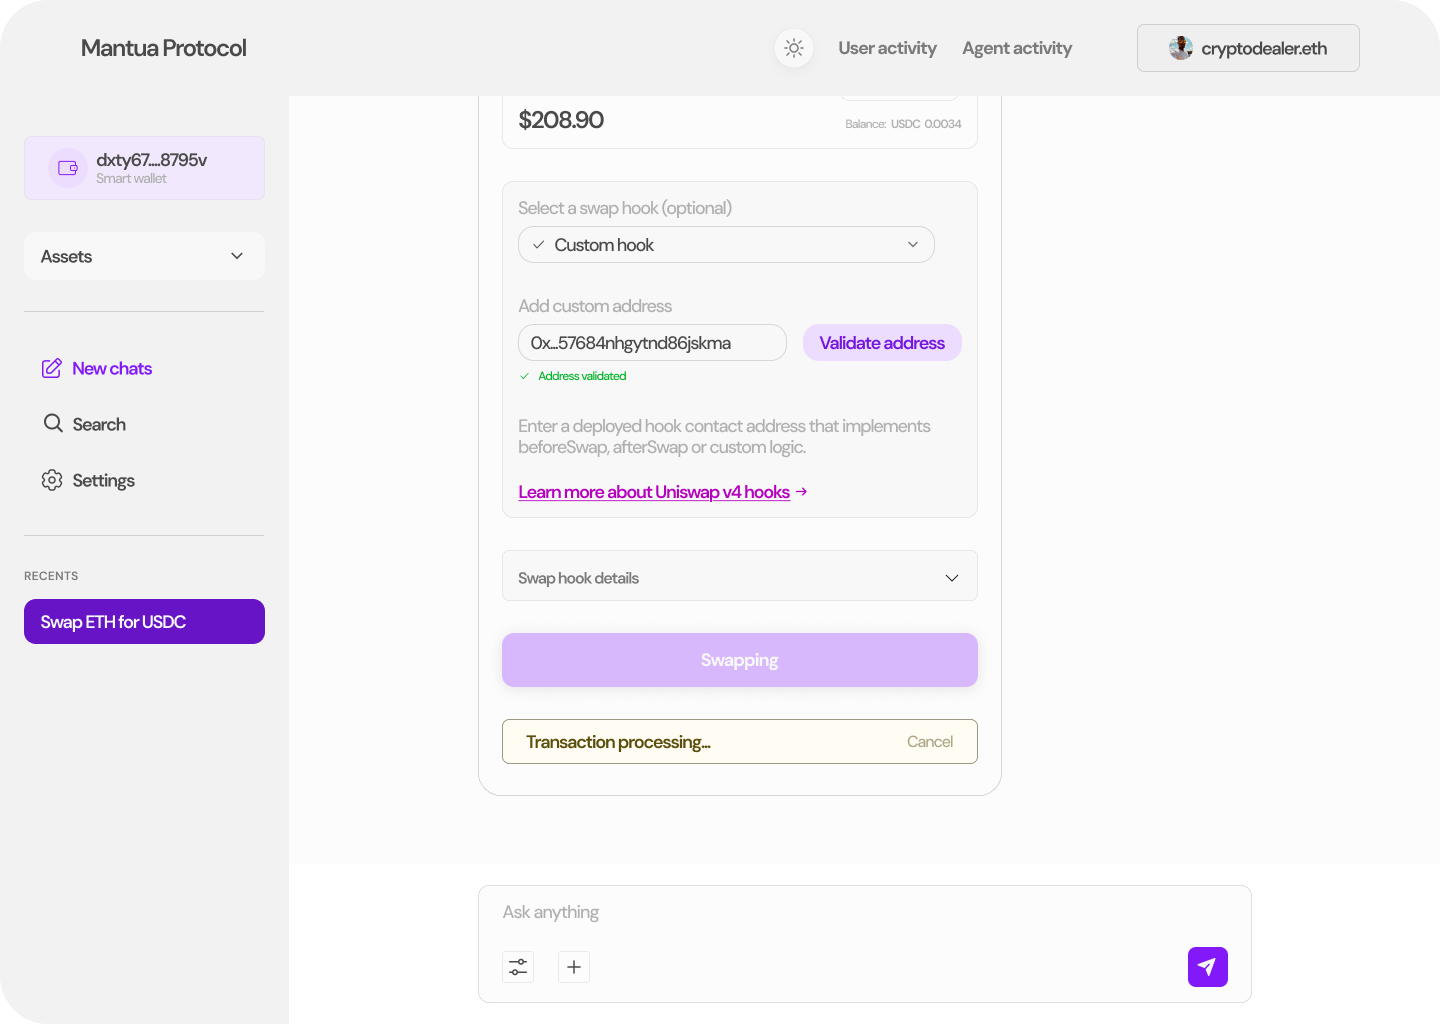 Mantua Protocol
User activity
Agent activity
cryptodealer.eth
dxty67....8795v
Smart wallet
Assets
New chats
Search
Settings
RECENTS
Swap ETH for USDC
$208.90
Balance: USDC 0.0034
Select a swap hook (optional)
Custom hook
Add custom address
0x...57684nhgytnd86jskma
Validate address
Address validated
Enter a deployed hook contact address that implements
beforeSwap, afterSwap or custom logic.
Learn more about Uniswap v4 hooks
Swap hook details
Swapping
Transaction processing...
Cancel
Ask anything